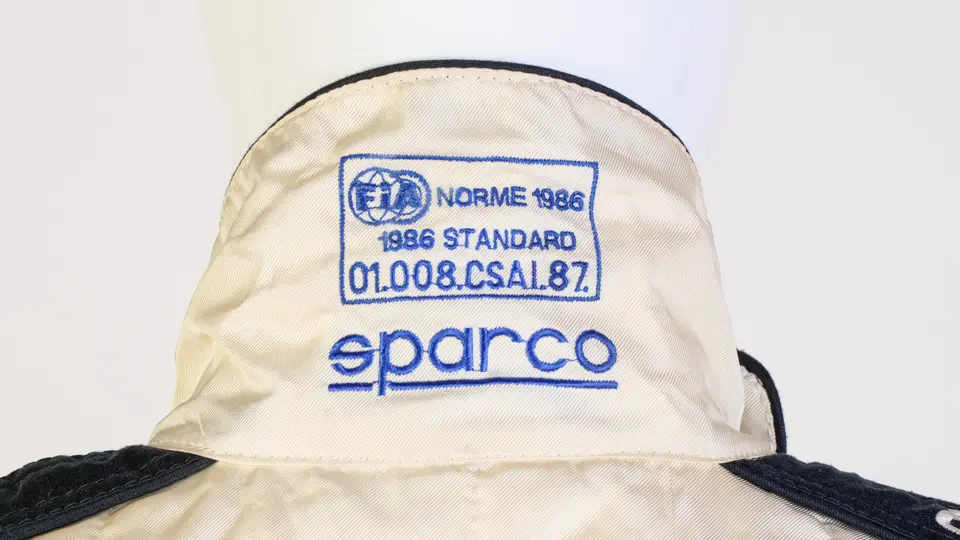 FIA NORME 1986
1986 STANDARD
01.008.CSAI.87.
sparco